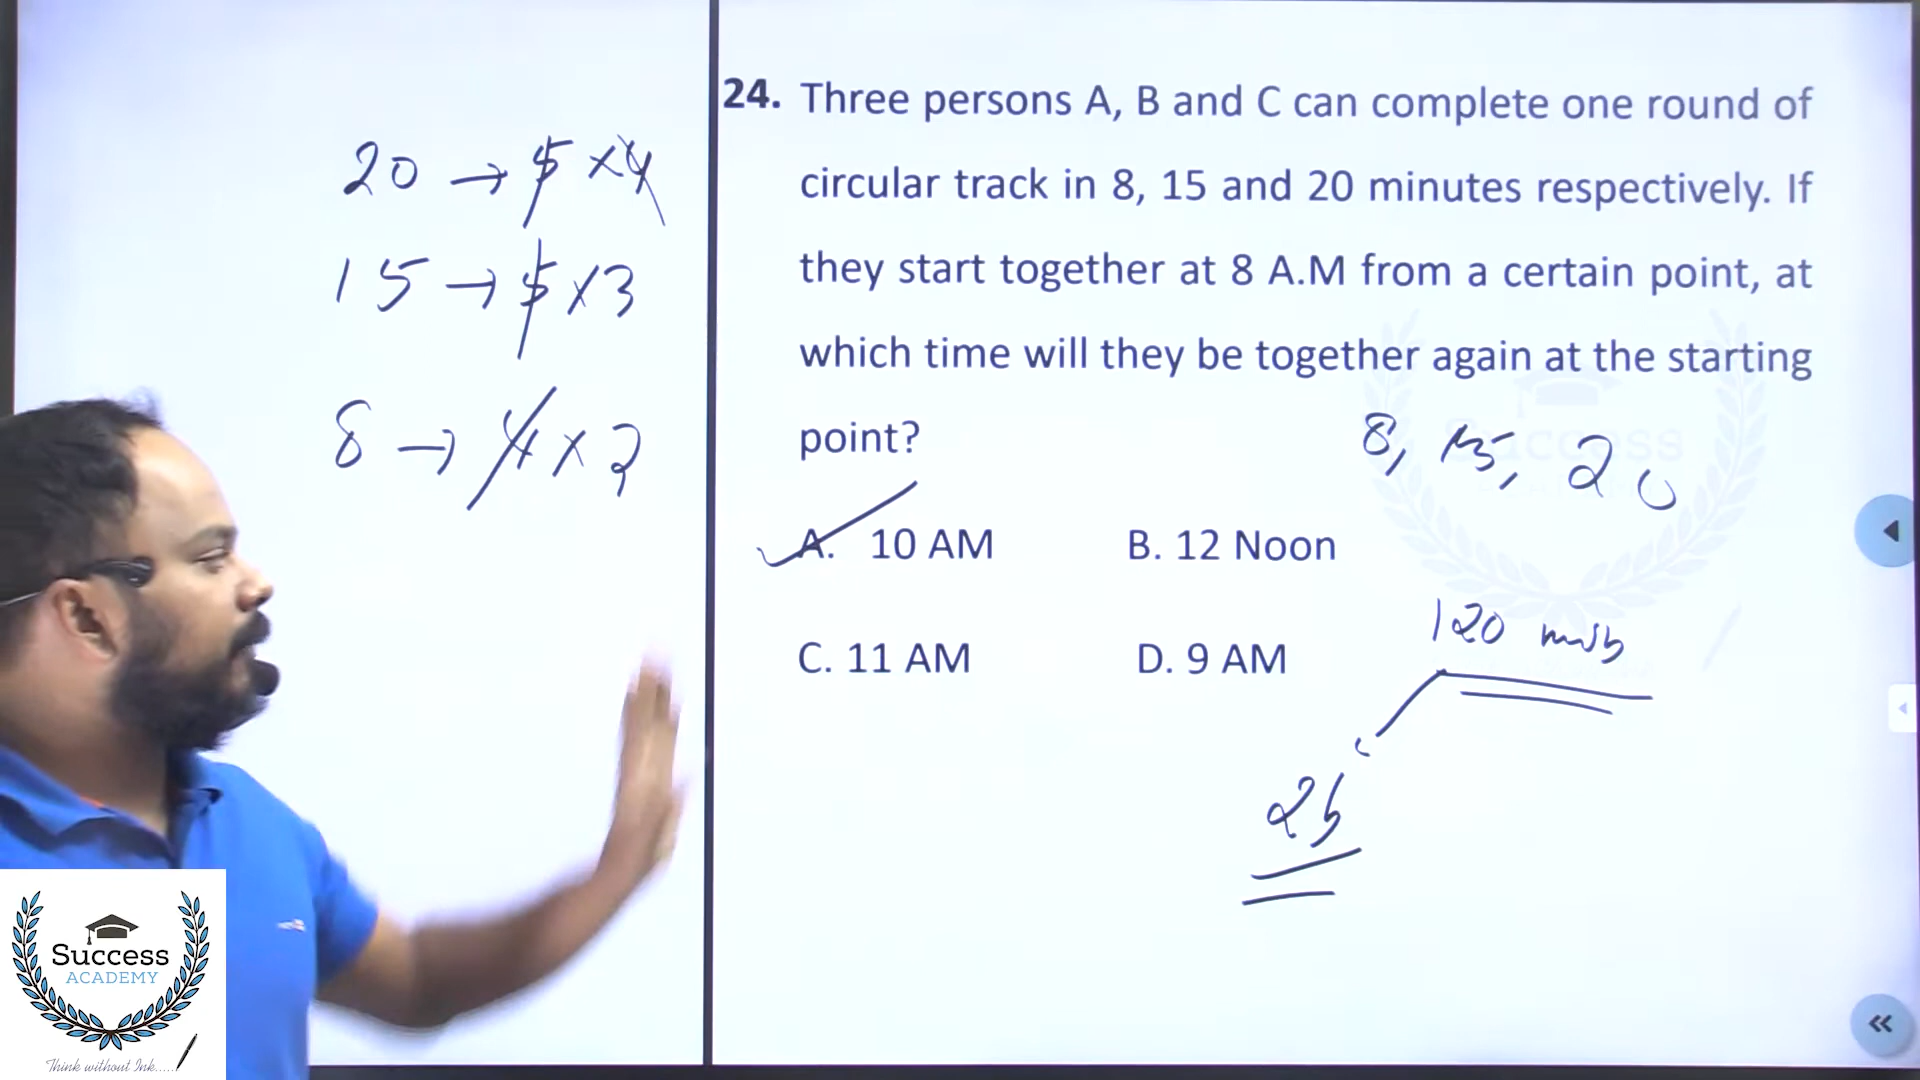 20 → 5 × 4
15 → 5 × 3
8 → 4 × 2
24. Three persons A, B and C can complete one round of
circular track in 8, 15 and 20 minutes respectively. If
they start together at 8 A.M from a certain point, at
which time will they be together again at the starting
point?
8, 15, 20
A. 10 AM B. 12 Noon
C. 11 AM D. 9 AM
120
2h
Success
ACADEMY
Think without Ink.....